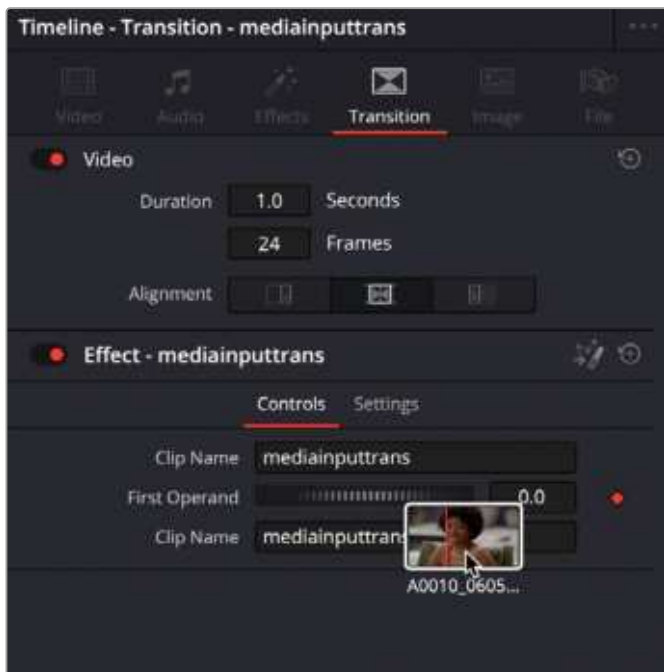 Timeline - Transition - mediainputtrans
Video Audio Effects Transition Image File
Video
Duration 1.0 Seconds
24 Frames
Alignment
Effect - mediainputtrans
Controls Settings
Clip Name mediainputtrans
First Operand 0.0
Clip Name mediainputtrans
A0010_0605...